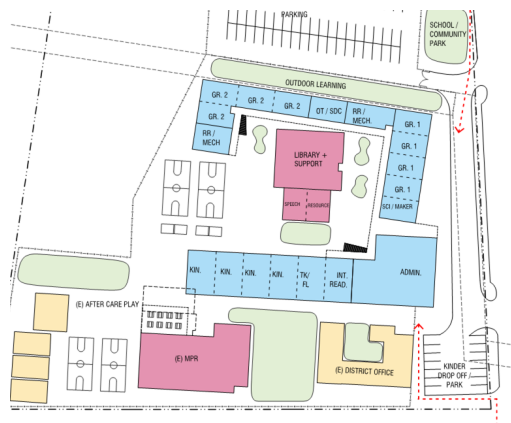 PARKING
SCHOOL /
COMMUNITY
PARK
OUTDOOR LEARNING
GR. 2
GR. 2
GR. 2
OT / SDC
RR /
MECH.
GR. 2
GR. 1
RR /
MECH
GR. 1
LIBRARY +
SUPPORT
GR. 1
GR. 1
SPEECH
RESOURCE
SCI / MAKER
KIN.
KIN.
KIN.
KIN.
TK/
FL
INT.
READ.
ADMIN.
(E) AFTER CARE PLAY
(E) MPR
(E) DISTRICT OFFICE
KINDER
DROP OFF /
PARK